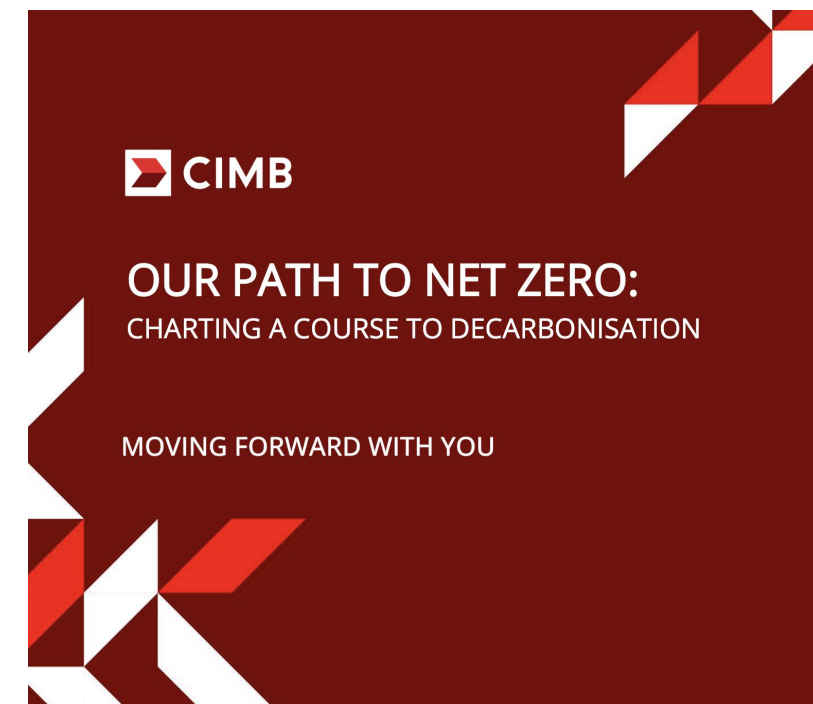 CIMB
OUR PATH TO NET ZERO:
CHARTING A COURSE TO DECARBONISATION
MOVING FORWARD WITH YOU